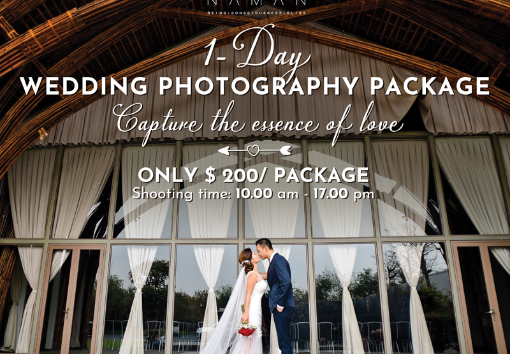 NAMAN
1-Day
WEDDING PHOTOGRAPHY PACKAGE
Capture the essence of love
ONLY $ 200/ PACKAGE
Shooting time: 10.00 am - 17.00 pm